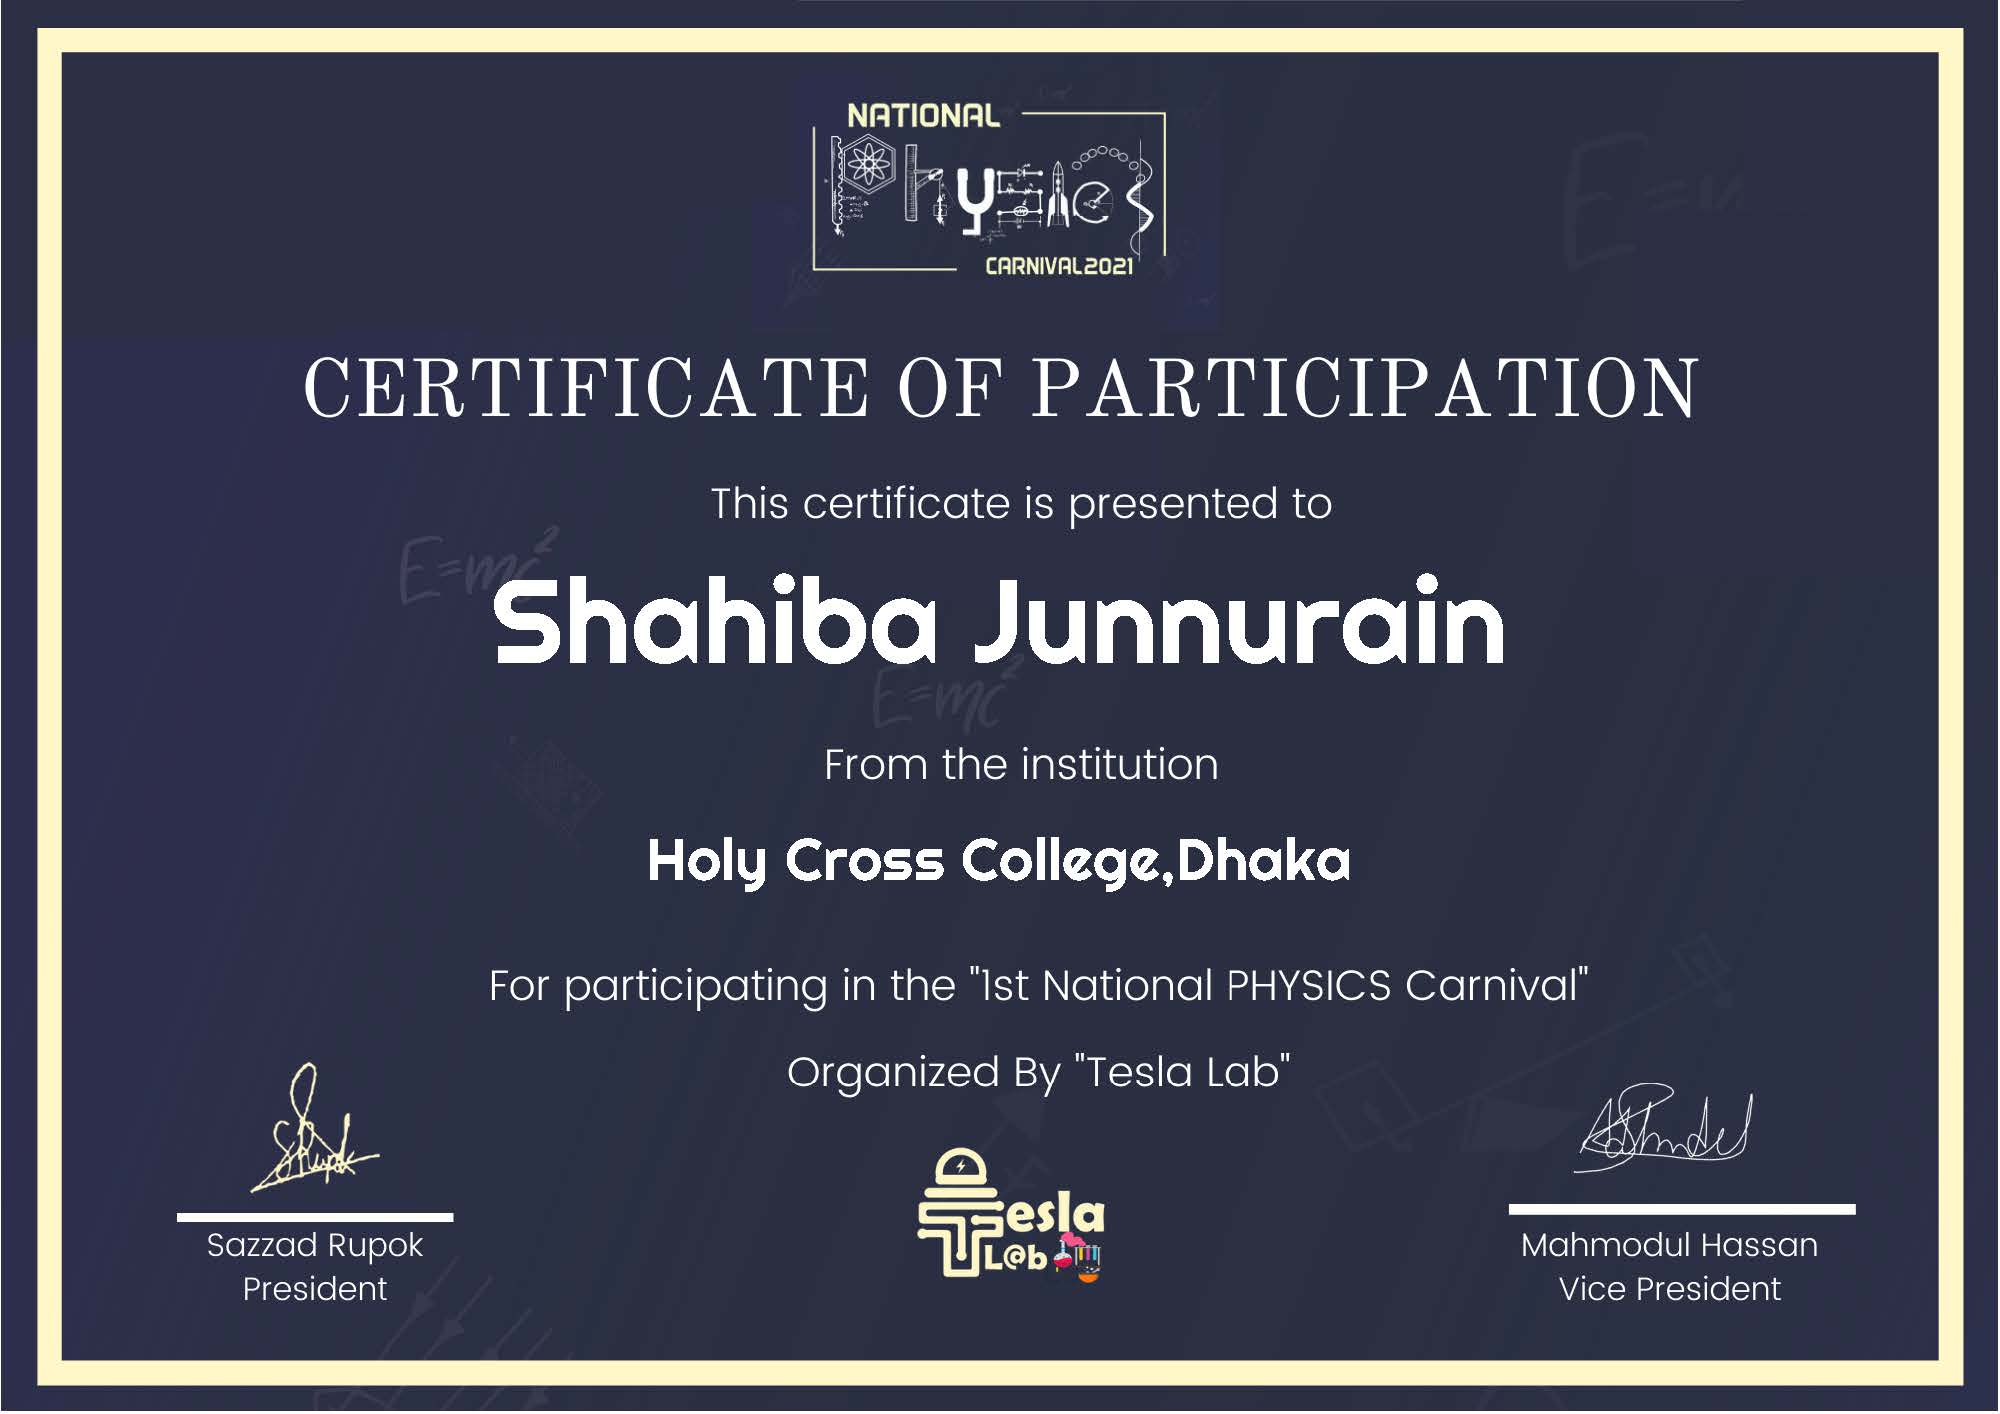 NATIONAL
Physics
CARNIVAL2021
CERTIFICATE OF PARTICIPATION
This certificate is presented to
E=mc²
Shahiba Junnurain
E=mc²
From the institution
Holy Cross College,Dhaka
For participating in the "1st National PHYSICS Carnival"
Organized By "Tesla Lab"
Sazzad Rupok
President
Tesla
L@b
Mahmodul Hassan
Vice President